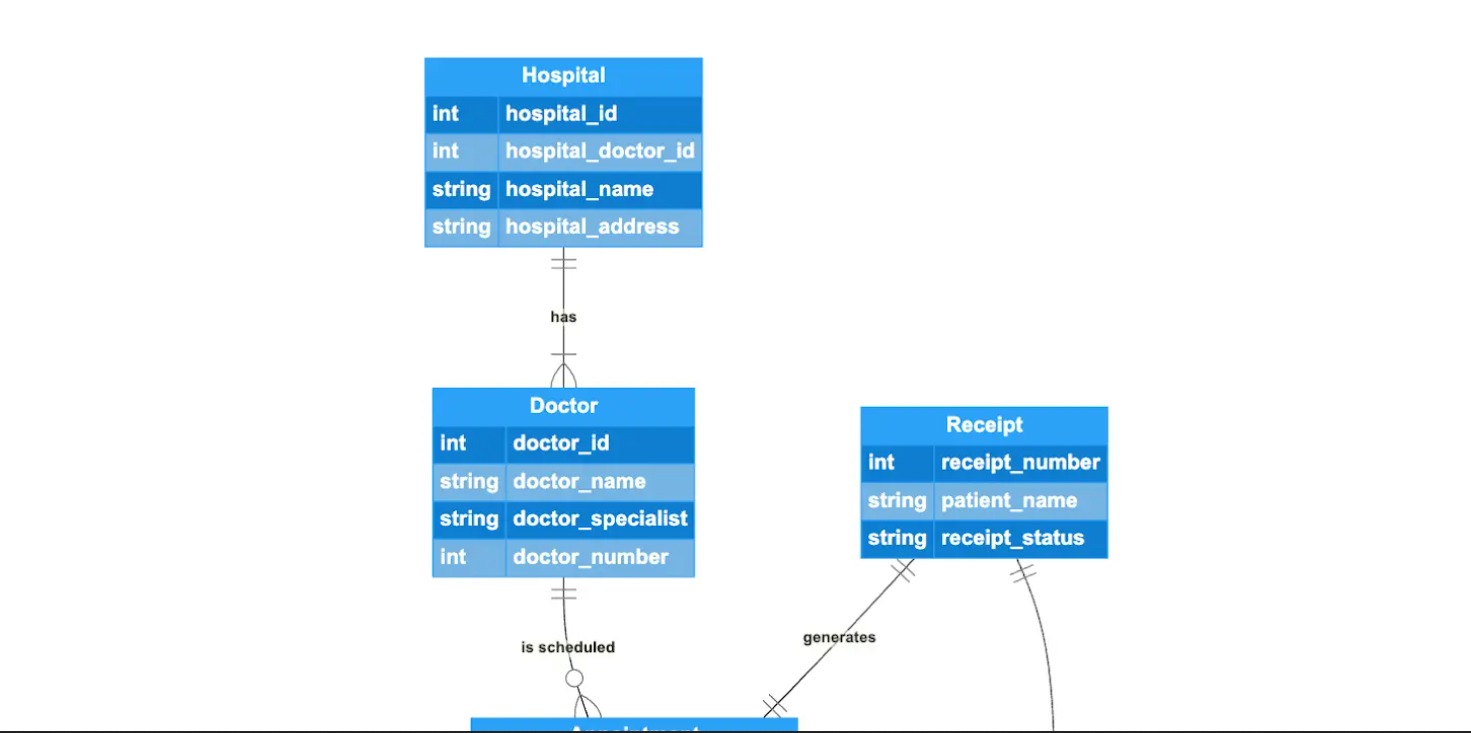 Hospital
int hospital_id
int hospital_doctor_id
string hospital_name
string hospital_address
has
Doctor
int doctor_id
string doctor_name
string doctor_specialist
int doctor_number
Receipt
int receipt_number
string patient_name
string receipt_status
is scheduled
generates